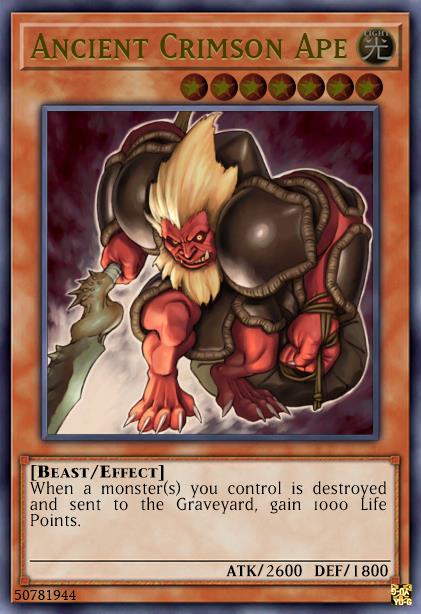 Ancient Crimson Ape
LIGHT
光
[Beast/Effect]
When a monster(s) you control is destroyed
and sent to the Graveyard, gain 1000 Life
Points.
ATK/2600 DEF/1800
50781944